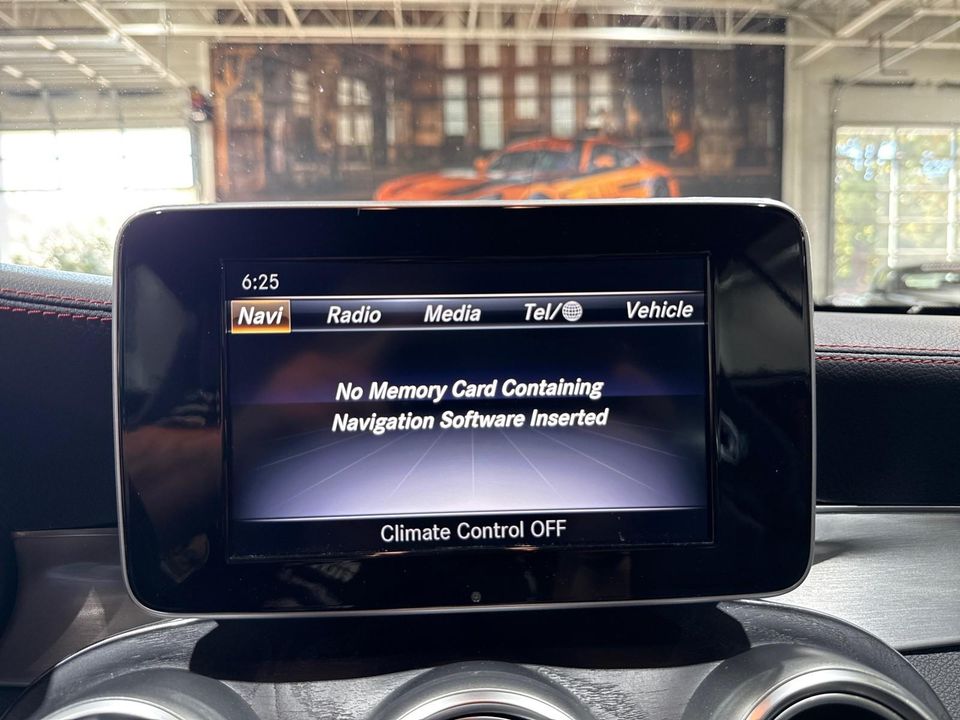 6:25
Navi Radio Media Tel/ Vehicle
No Memory Card Containing
Navigation Software Inserted
Climate Control OFF